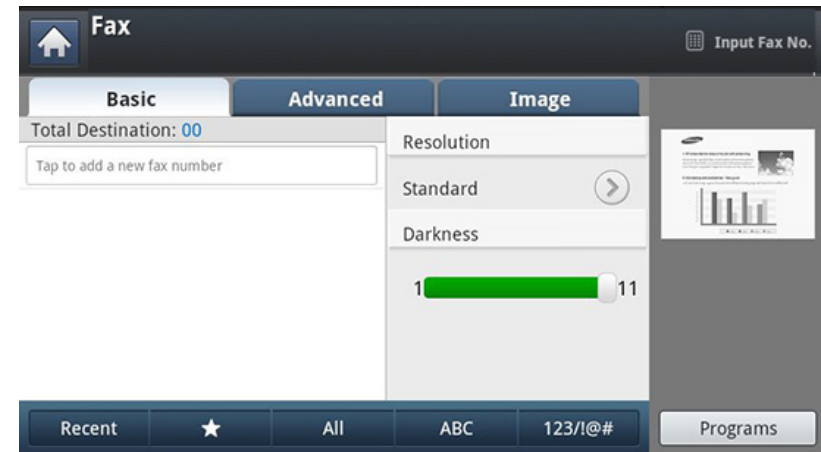 Fax
Input Fax No.
Basic
Advanced
Image
Total Destination: 00
Tap to add a new fax number
Resolution
Standard
Darkness
1
11
Recent
All
ABC
123/!@#
Programs